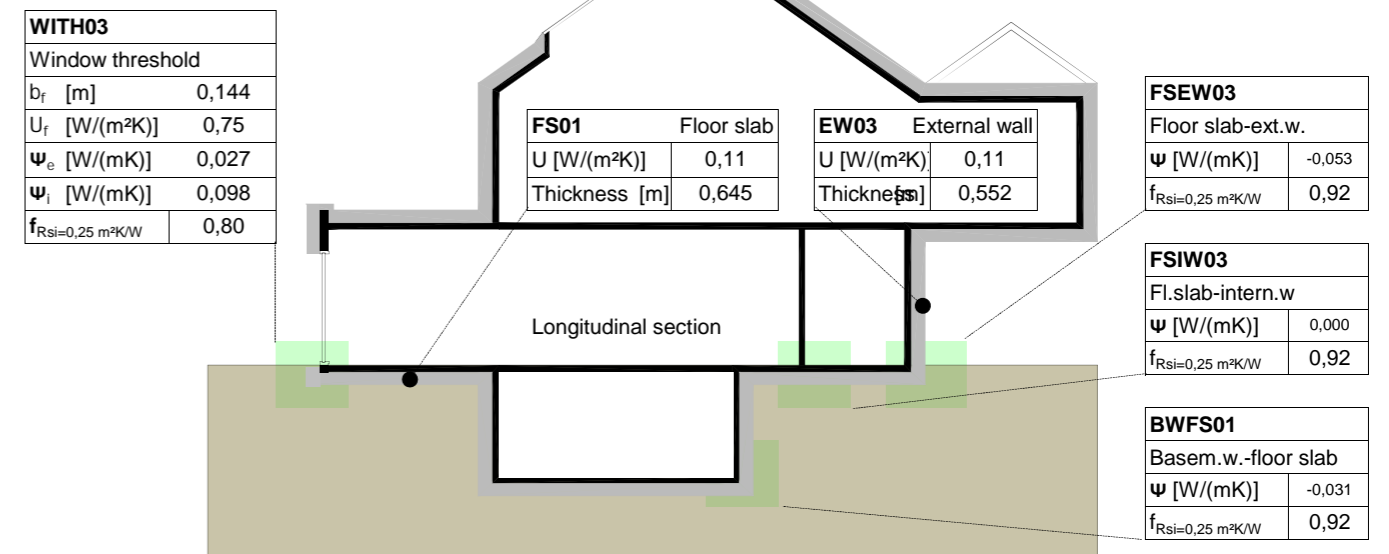 WITH03
Window threshold
bf [m] 0,144
Uf [W/(m²K)] 0,75
Ψe [W/(mK)] 0,027
Ψi [W/(mK)] 0,098
fRsi=0,25 m²K/W 0,80
FS01 Floor slab
U [W/(m²K)] 0,11
Thickness [m] 0,645
EW03 External wall
U [W/(m²K)] 0,11
Thickness [m] 0,552
Longitudinal section
FSEW03
Floor slab-ext.w.
Ψ [W/(mK)] -0,053
fRsi=0,25 m²K/W 0,92
FSIW03
Fl.slab-intern.w
Ψ [W/(mK)] 0,000
fRsi=0,25 m²K/W 0,92
BWFS01
Basem.w.-floor slab
Ψ [W/(mK)] -0,031
fRsi=0,25 m²K/W 0,92